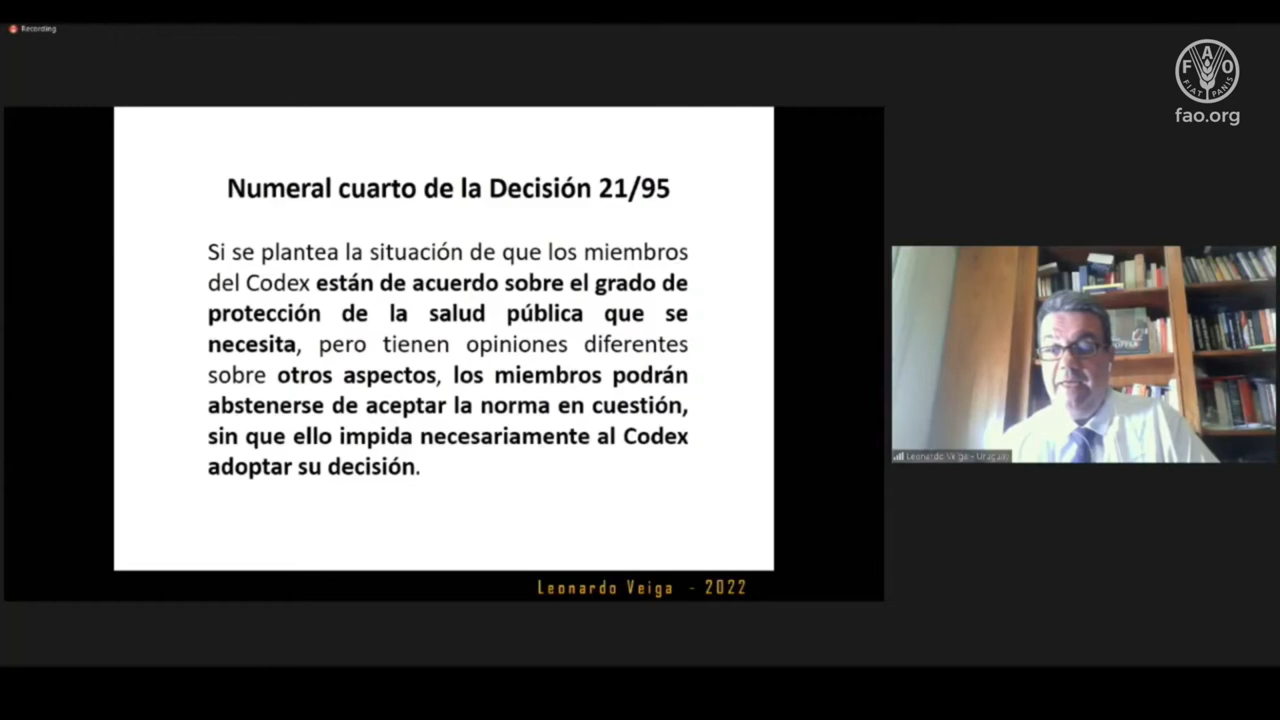 Recording
FAO
FIAT PANIS
fao.org
Numeral cuarto de la Decisión 21/95
Si se plantea la situación de que los miembros
del Codex están de acuerdo sobre el grado de
protección de la salud pública que se
necesita, pero tienen opiniones diferentes
sobre otros aspectos, los miembros podrán
abstenerse de aceptar la norma en cuestión,
sin que ello impida necesariamente al Codex
adoptar su decisión.
Leonardo Veiga - Uruguay
Leonardo Veiga - 2022